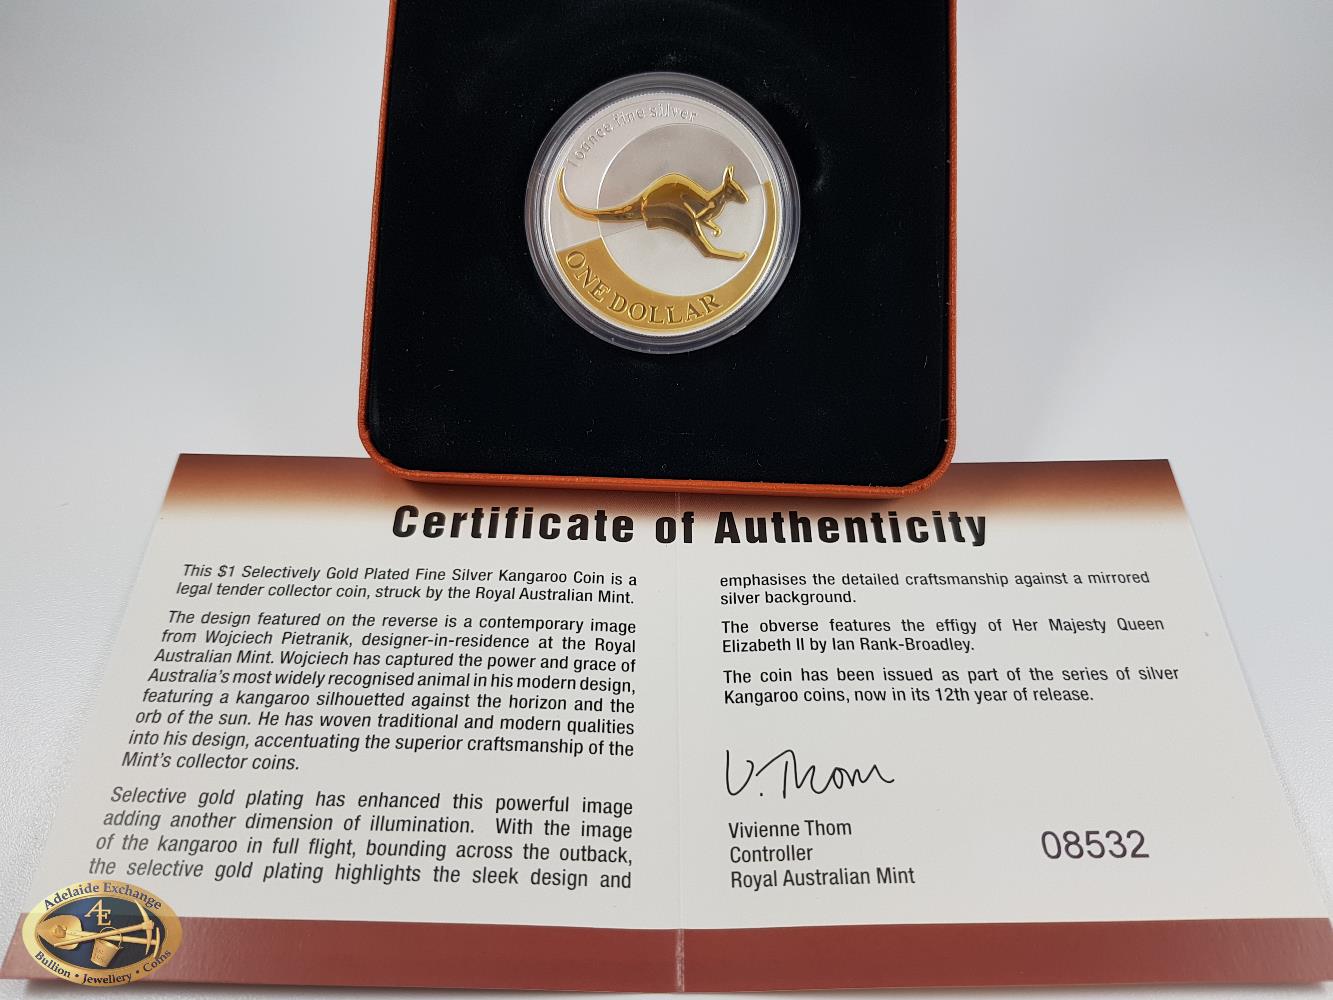 1 ounce fine silver
ONE DOLLAR
Certificate of Authenticity
This $1 Selectively Gold Plated Fine Silver Kangaroo Coin is a
legal tender collector coin, struck by the Royal Australian Mint.
The design featured on the reverse is a contemporary image
from Wojciech Pietranik, designer-in-residence at the Royal
Australian Mint. Wojciech has captured the power and grace of
Australia's most widely recognised animal in his modern design,
featuring a kangaroo silhouetted against the horizon and the
orb of the sun. He has woven traditional and modern qualities
into his design, accentuating the superior craftsmanship of the
Mint's collector coins.
Selective gold plating has enhanced this powerful image
adding another dimension of illumination. With the image
of the kangaroo in full flight, bounding across the outback,
the selective gold plating highlights the sleek design and
emphasises the detailed craftsmanship against a mirrored
silver background.
The obverse features the effigy of Her Majesty Queen
Elizabeth II by Ian Rank-Broadley.
The coin has been issued as part of the series of silver
Kangaroo coins, now in its 12th year of release.
V. Thom
Vivienne Thom
Controller
Royal Australian Mint
08532
Adelaide Exchange
AE
Bullion • Jewellery • Coins